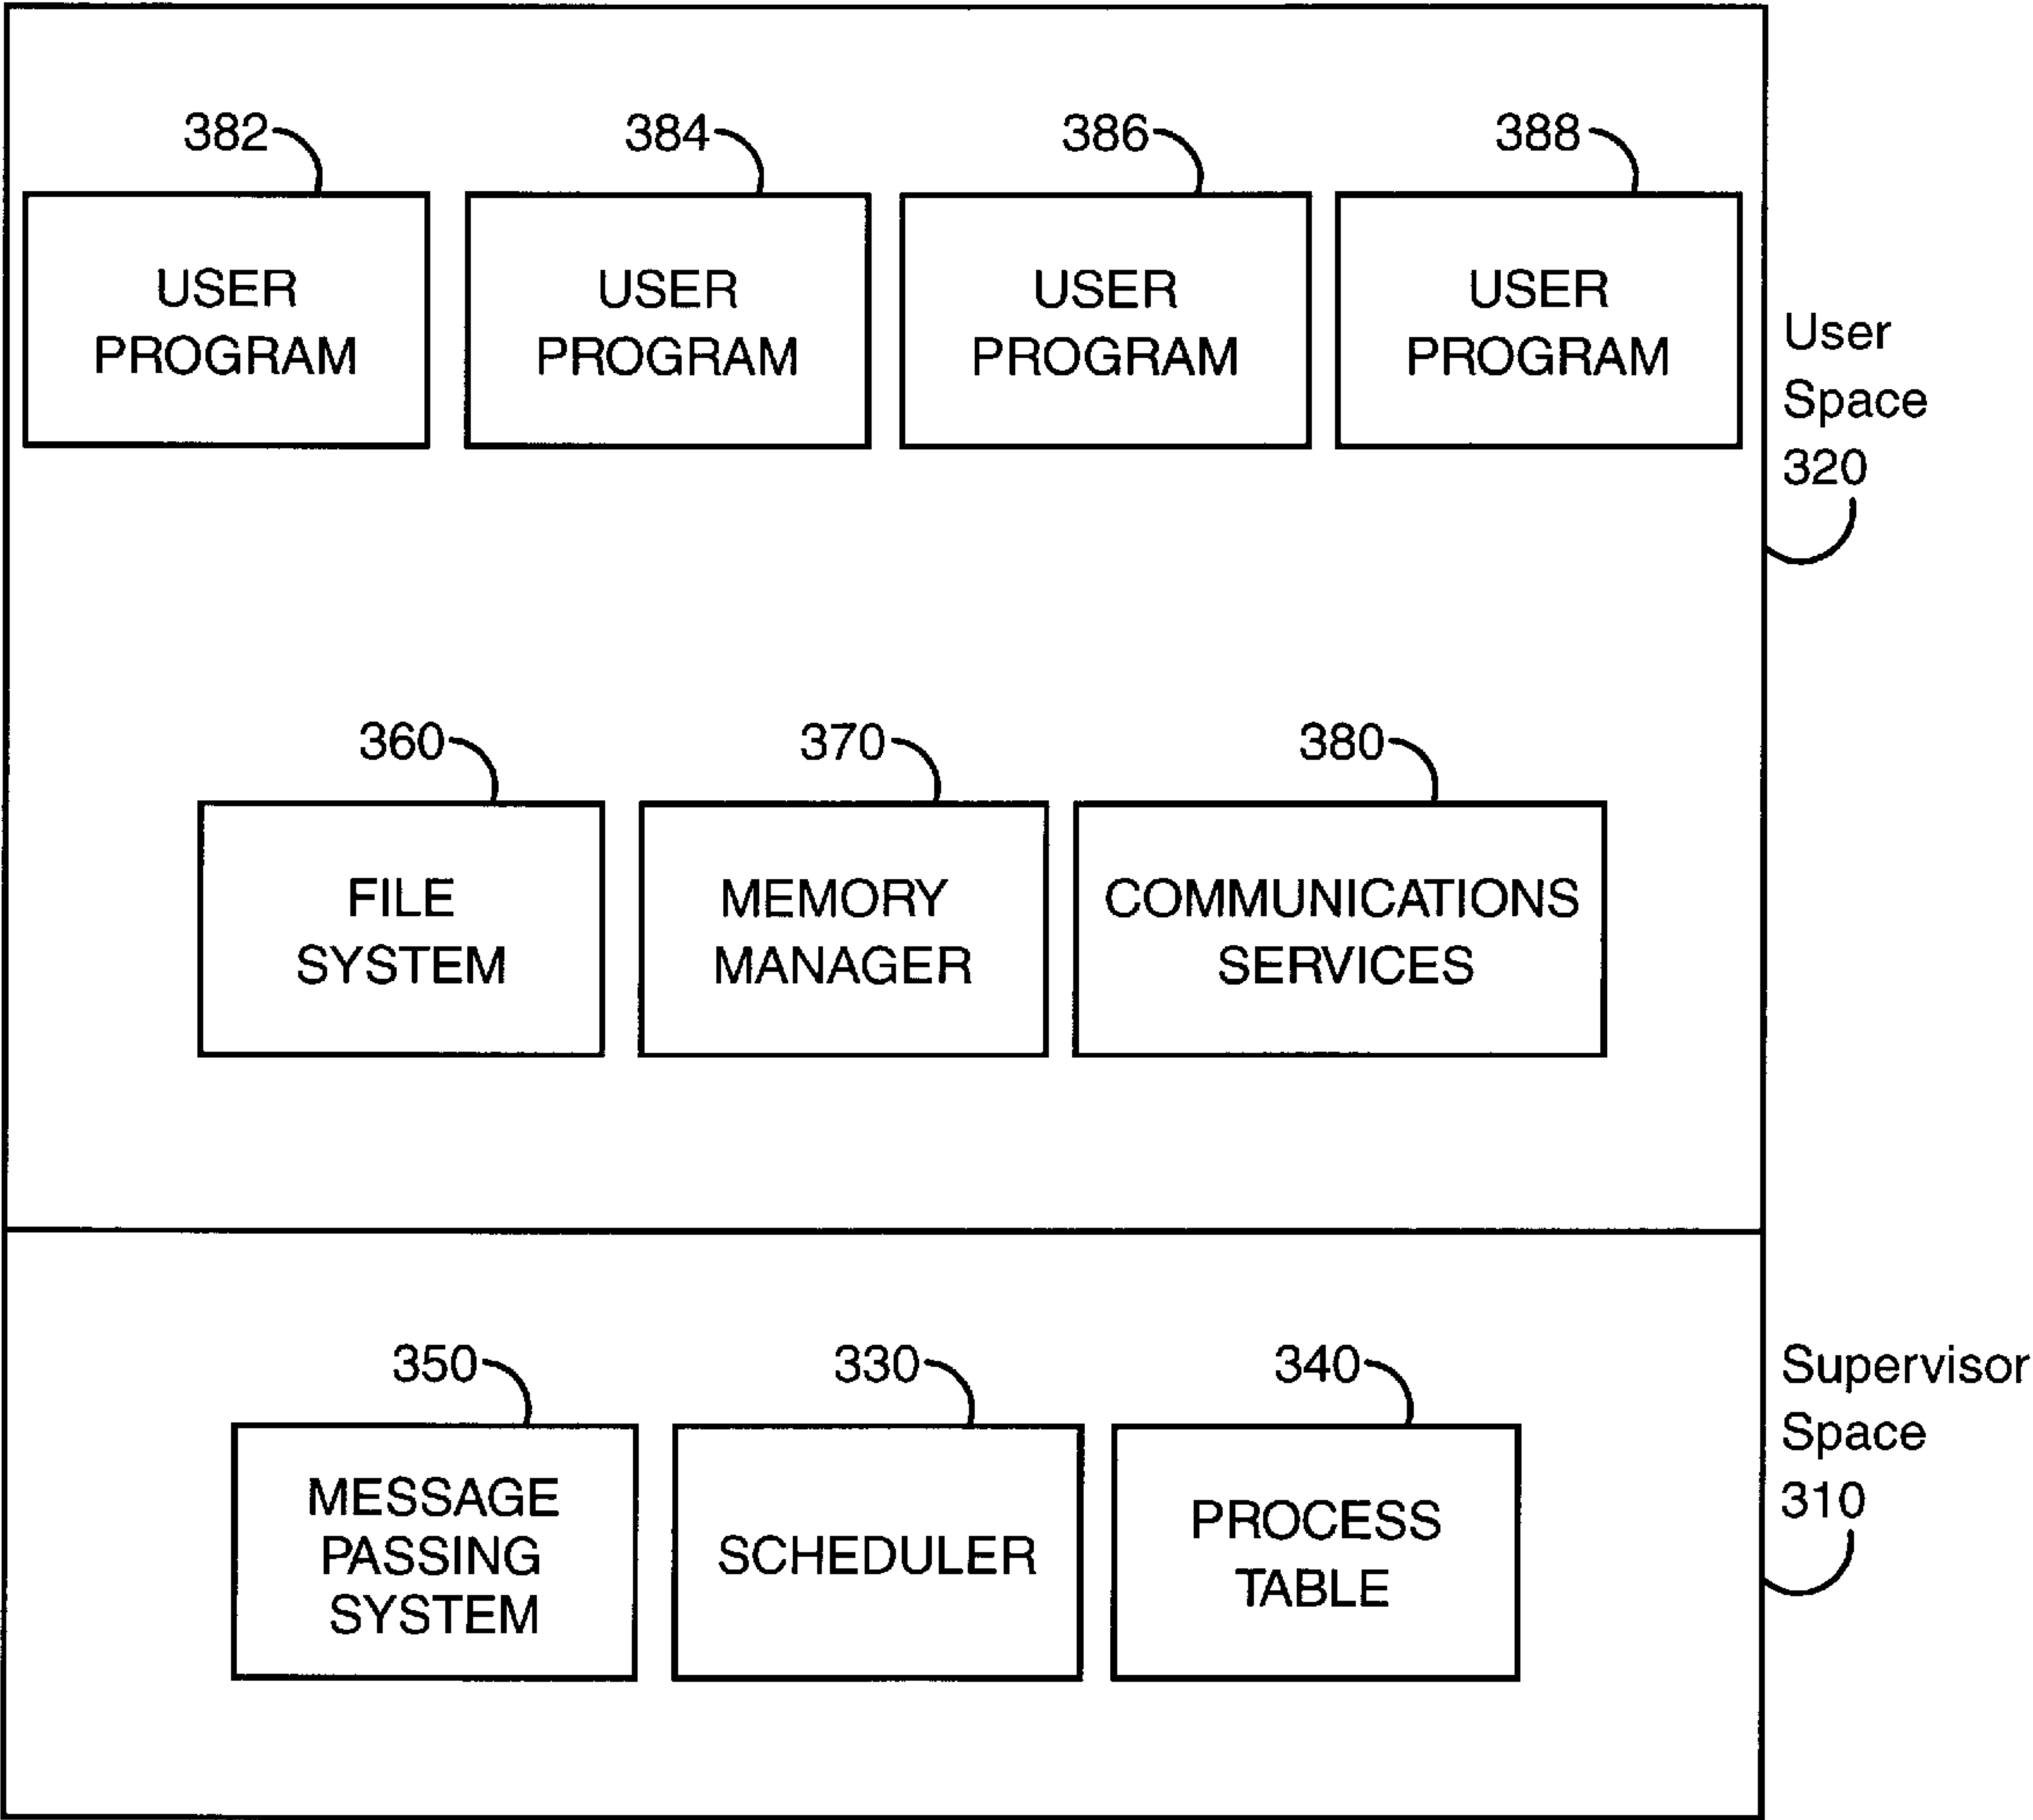 382
384
386
388
USER
PROGRAM
USER
PROGRAM
USER
PROGRAM
USER
PROGRAM
User
Space
320
360
370
380
FILE
SYSTEM
MEMORY
MANAGER
COMMUNICATIONS
SERVICES
350
330
340
MESSAGE
PASSING
SYSTEM
SCHEDULER
PROCESS
TABLE
Supervisor
Space
310